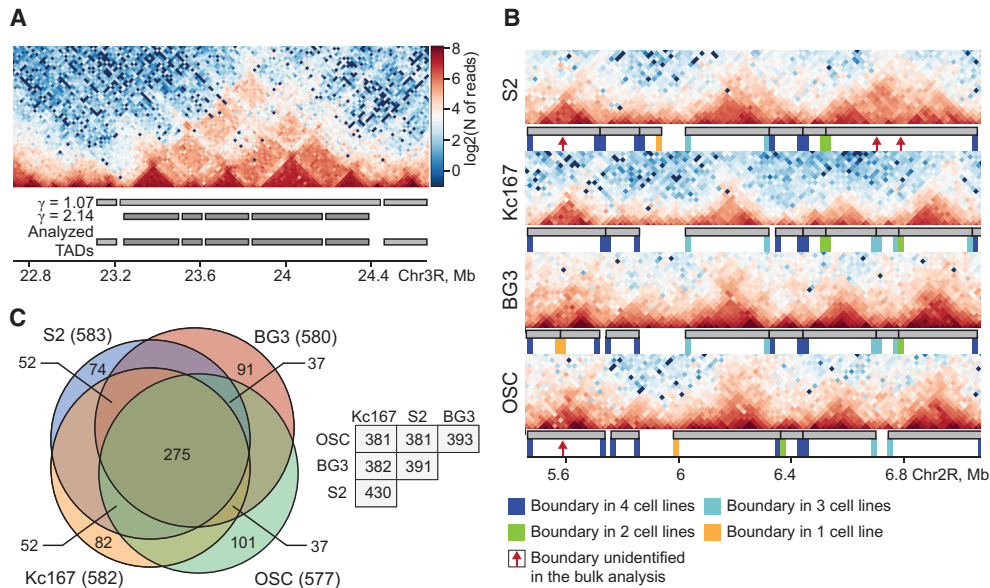 A
8
6
4
2
0
log2(N of reads)
γ = 1.07
γ = 2.14
Analyzed
TADs
22.8 23.2 23.6 24 24.4 Chr3R, Mb
B
S2
Kc167
BG3
OSC
5.6 6 6.4 6.8 Chr2R, Mb
Boundary in 4 cell lines
Boundary in 3 cell lines
Boundary in 2 cell lines
Boundary in 1 cell line
Boundary unidentified
in the bulk analysis
C
S2 (583)
BG3 (580)
52 74 91 37
275
52 82 101 37
Kc167 (582)
OSC (577)
Kc167 S2 BG3
OSC 381 381 393
BG3 382 391
S2 430